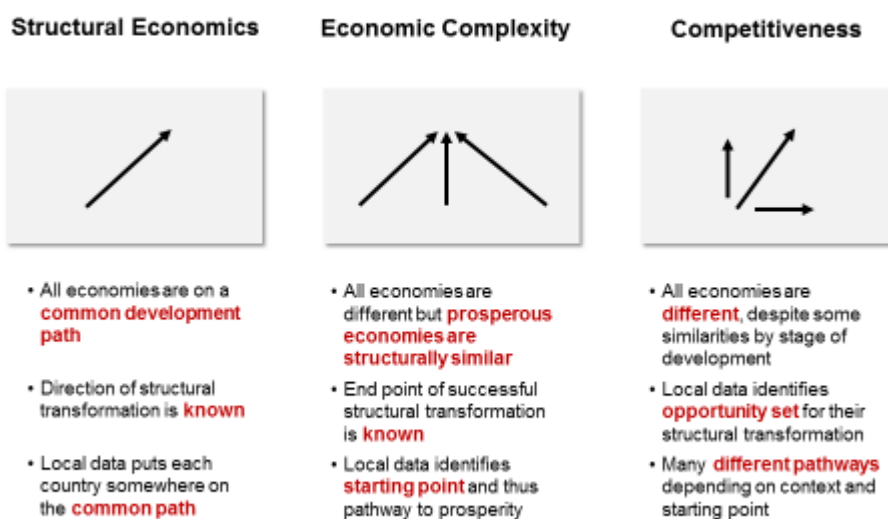 Structural Economics
Economic Complexity
Competitiveness
• All economies are on a
common development
path
• Direction of structural
transformation is known
• Local data puts each
country somewhere on
the common path
• All economies are
different but prosperous
economies are
structurally similar
• End point of successful
structural transformation
is known
• Local data identifies
starting point and thus
pathway to prosperity
• All economies are
different, despite some
similarities by stage of
development
• Local data identifies
opportunity set for their
structural transformation
• Many different pathways
depending on context and
starting point